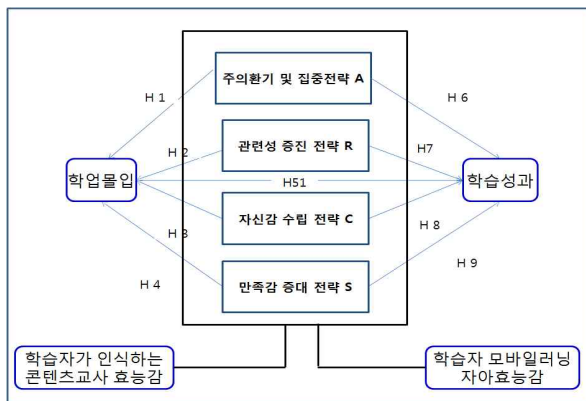 주의환기 및 집중전략 A
H 1
H 6
관련성 증진 전략 R
H 2
H7
학업몰입
H51
학습성과
자신감 수립 전략 C
H 3
H 8
만족감 증대 전략 S
H 4
H 9
학습자가 인식하는
콘텐츠교사 효능감
학습자 모바일러닝
자아효능감